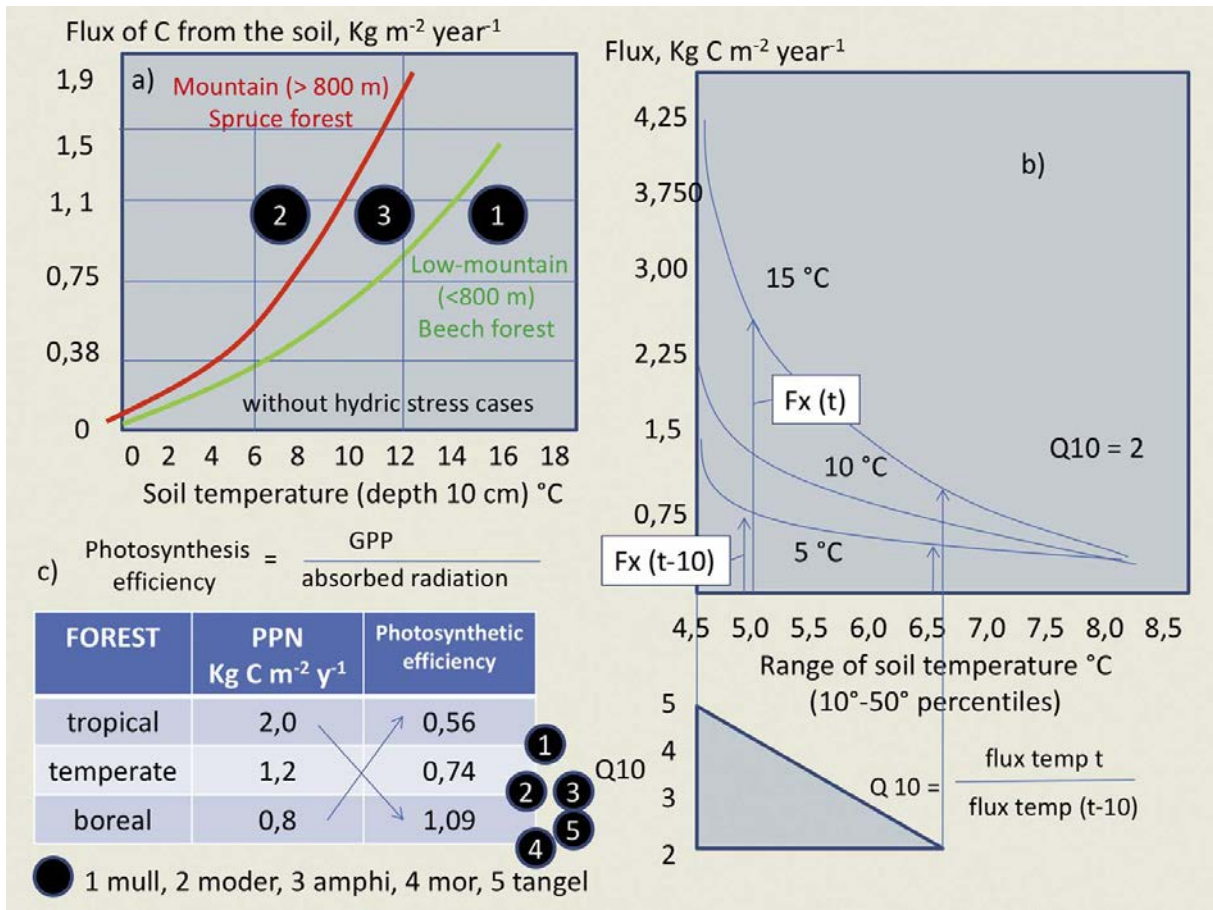 Flux of C from the soil, Kg m-2 year-1
a)
Mountain (> 800 m)
Spruce forest
1,9
1,5
1, 1
0,75
0,38
0
2
3
1
Low-mountain
(<800 m)
Beech forest
without hydric stress cases
0 2 4 6 8 10 12 14 16 18
Soil temperature (depth 10 cm) °C
Flux, Kg C m-2 year-1
b)
4,25
3,750
3,00
2,25
1,5
0,75
15 °C
Fx (t)
10 °C
Q10 = 2
Fx (t-10)
5 °C
4,5 5,0 5,5 6,0 6,5 7,0 7,5 8,0 8,5
Range of soil temperature °C
(10°-50° percentiles)
5
4
3
2
Q10
Q 10 = flux temp t
flux temp (t-10)
c) Photosynthesis efficiency = GPP
absorbed radiation
FOREST PPN Kg C m-2 y-1 Photosynthetic efficiency
tropical 2,0 0,56
temperate 1,2 0,74
boreal 0,8 1,09
1
2 3
5
4
1 mull, 2 moder, 3 amphi, 4 mor, 5 tangel